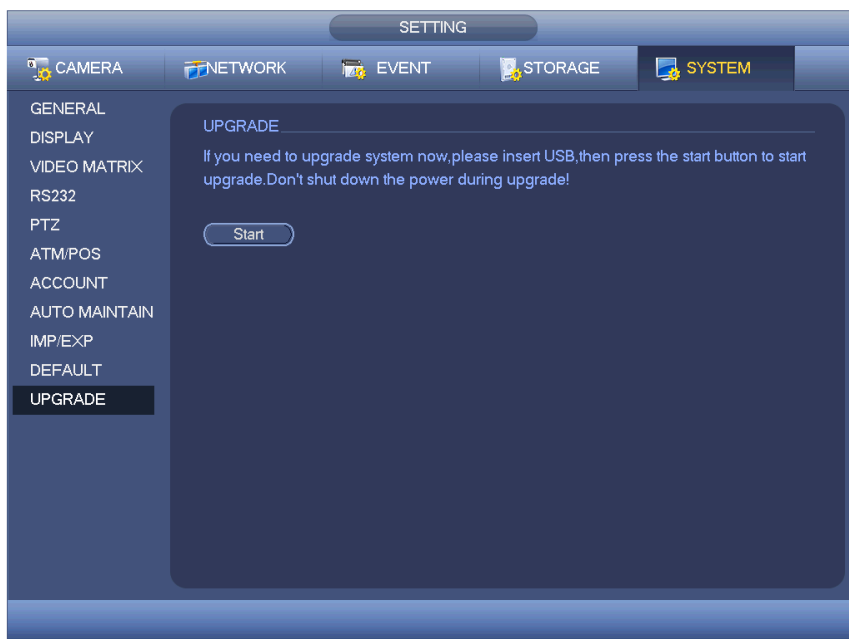 SETTING
CAMERA NETWORK EVENT STORAGE SYSTEM
GENERAL
DISPLAY
VIDEO MATRIX
RS232
PTZ
ATM/POS
ACCOUNT
AUTO MAINTAIN
IMP/EXP
DEFAULT
UPGRADE
UPGRADE
If you need to upgrade system now,please insert USB,then press the start button to start
upgrade.Don't shut down the power during upgrade!
Start